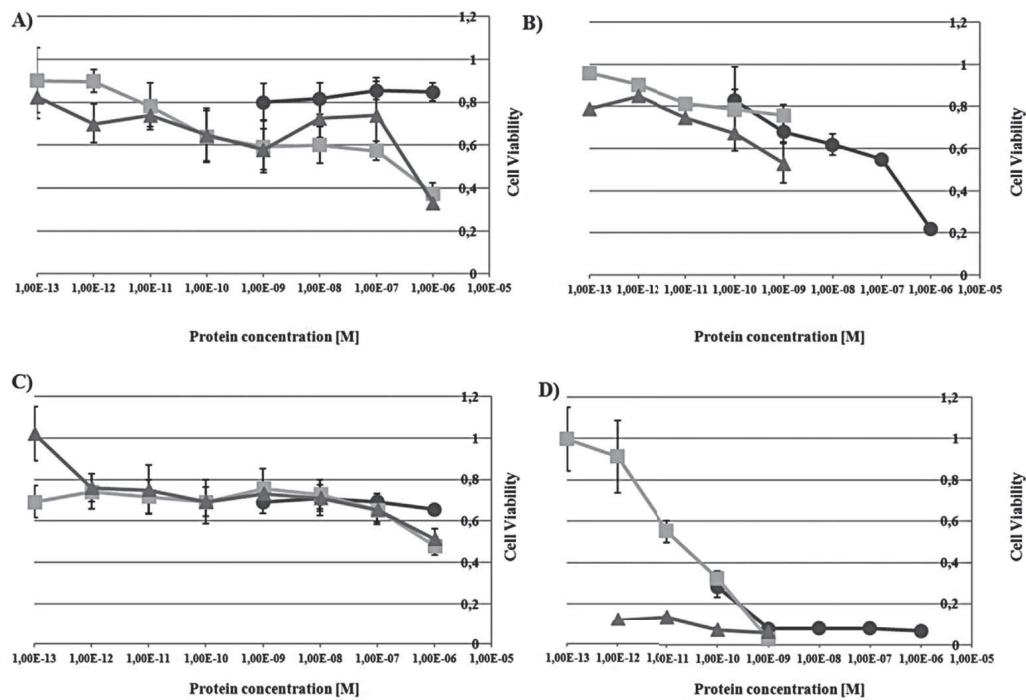 A)
1,2
1
0,8
0,6
0,4
0,2
0
Cell Viability
1,00E-13 1,00E-12 1,00E-11 1,00E-10 1,00E-09 1,00E-08 1,00E-07 1,00E-06 1,00E-05
Protein concentration [M]
B)
1,2
1
0,8
0,6
0,4
0,2
0
Cell Viability
1,00E-13 1,00E-12 1,00E-11 1,00E-10 1,00E-09 1,00E-08 1,00E-07 1,00E-06 1,00E-05
Protein concentration [M]
C)
1,2
1
0,8
0,6
0,4
0,2
0
Cell Viability
1,00E-13 1,00E-12 1,00E-11 1,00E-10 1,00E-09 1,00E-08 1,00E-07 1,00E-06 1,00E-05
Protein concentration [M]
D)
1,2
1
0,8
0,6
0,4
0,2
0
Cell Viability
1,00E-13 1,00E-12 1,00E-11 1,00E-10 1,00E-09 1,00E-08 1,00E-07 1,00E-06 1,00E-05
Protein concentration [M]